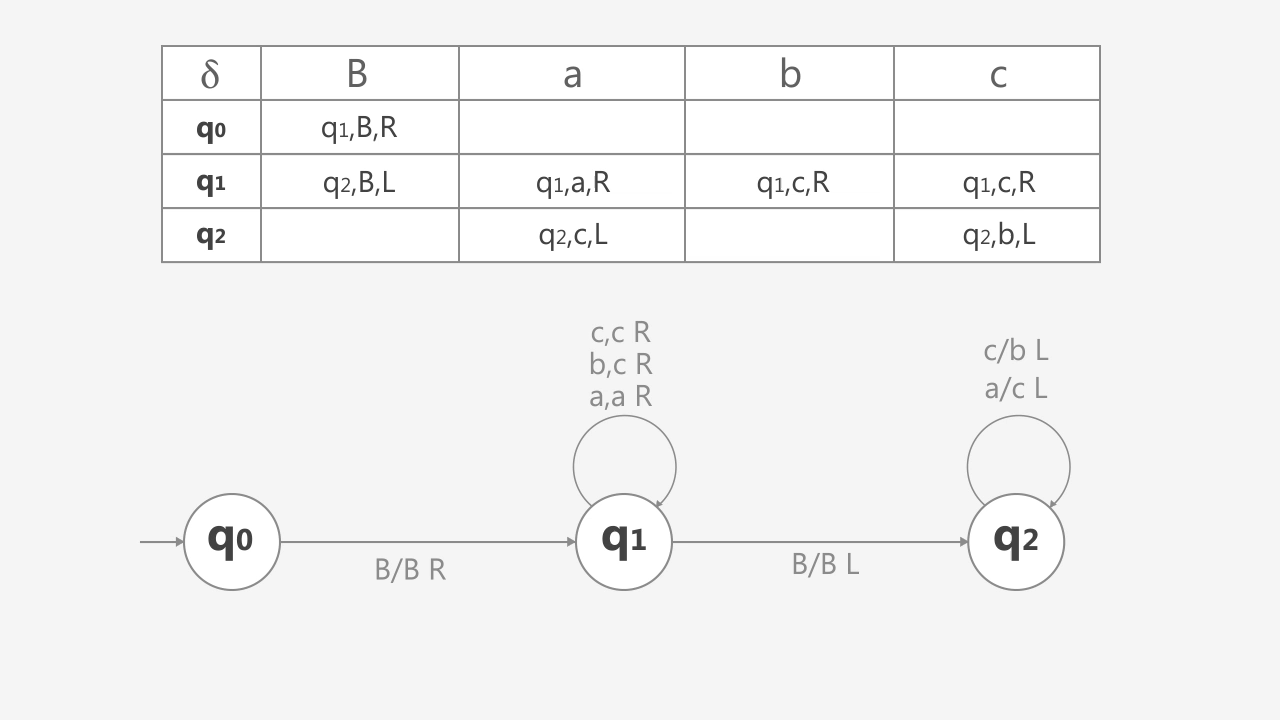 δ B a b c
q0 q1,B,R
q1 q2,B,L q1,a,R q1,c,R q1,c,R
q2 q2,c,L q2,b,L
c,c R
b,c R
a,a R
c/b L
a/c L
q0
q1
q2
B/B R
B/B L